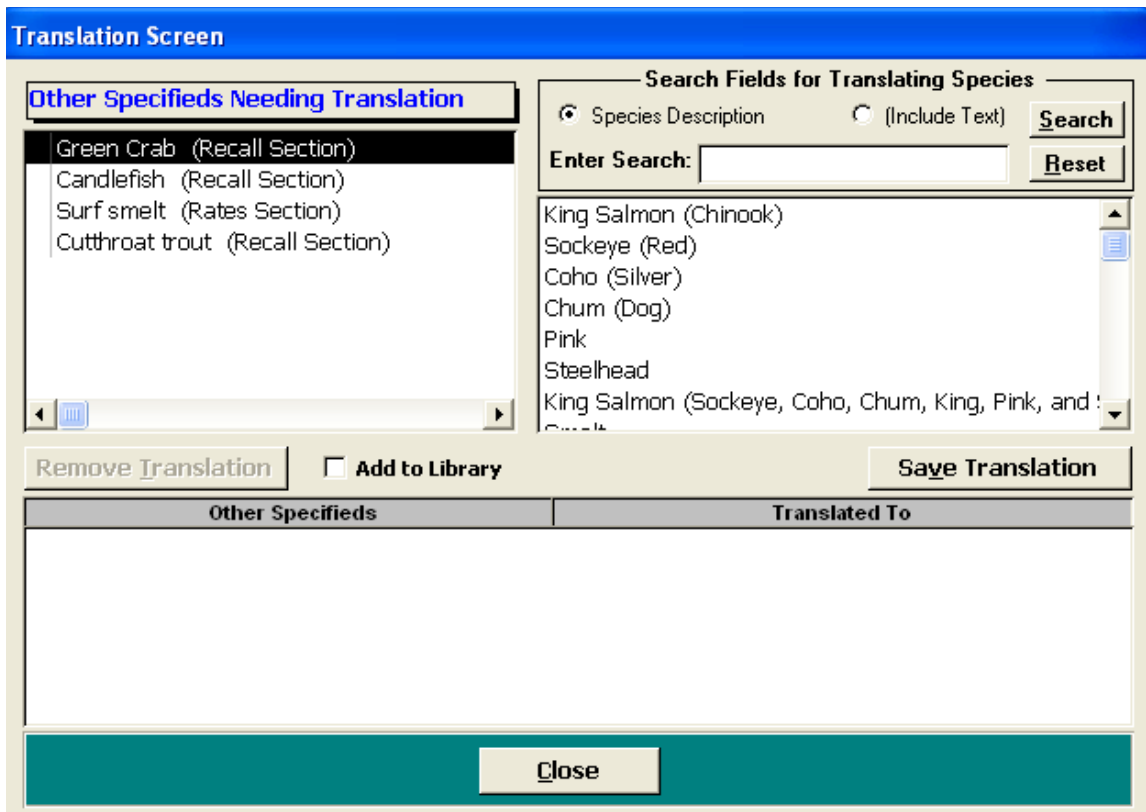 Translation Screen
Other Specifieds Needing Translation
Green Crab (Recall Section)
Candlefish (Recall Section)
Surf smelt (Rates Section)
Cutthroat trout (Recall Section)
Search Fields for Translating Species
Species Description (Include Text) Search
Enter Search: Reset
King Salmon (Chinook)
Sockeye (Red)
Coho (Silver)
Chum (Dog)
Pink
Steelhead
King Salmon (Sockeye, Coho, Chum, King, Pink, and
Smelt
Remove Translation Add to Library Save Translation
Other Specifieds Translated To
Close